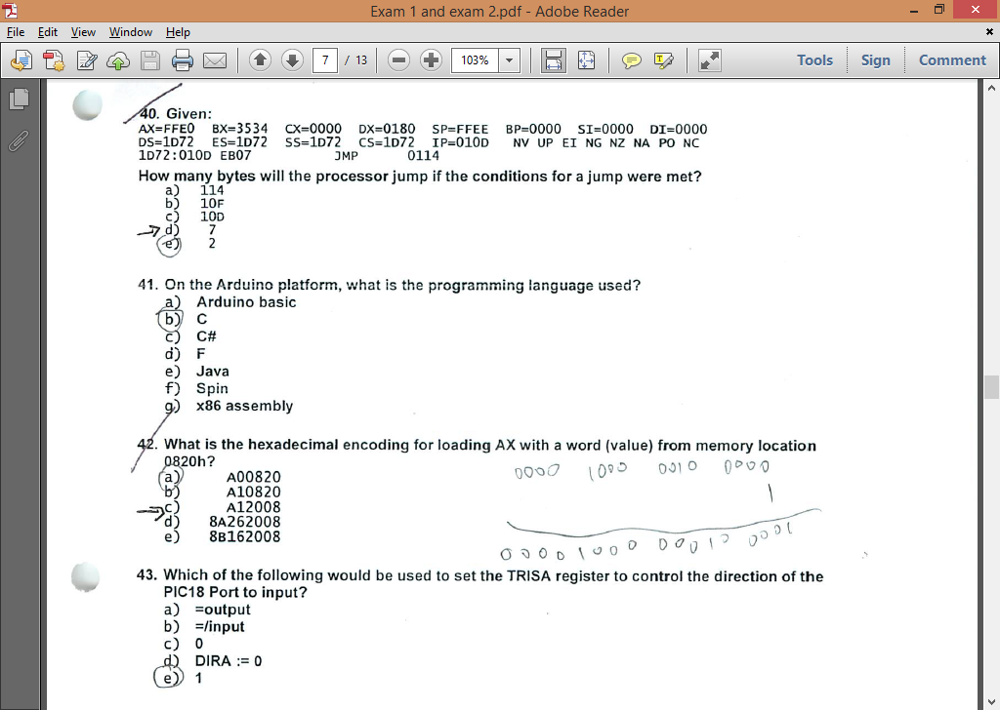 Exam 1 and exam 2.pdf - Adobe Reader
File Edit View Window Help
7 / 13 103% Tools Sign Comment
40. Given:
AX=FFE0 BX=3534 CX=0000 DX=0180 SP=FFEE BP=0000 SI=0000 DI=0000
DS=1D72 ES=1D72 SS=1D72 CS=1D72 IP=010D NV UP EI NG NZ NA PO NC
1D72:010D EB07 JMP 0114
How many bytes will the processor jump if the conditions for a jump were met?
a) 114
b) 10F
c) 10D
d) 7
e) 2
41. On the Arduino platform, what is the programming language used?
a) Arduino basic
b) C
c) C#
d) F
e) Java
f) Spin
g) x86 assembly
42. What is the hexadecimal encoding for loading AX with a word (value) from memory location
0820h?
a) A00820
b) A10820
c) A12008
d) 8A262008
e) 8B162008
0000 1000 0010 0000
1
0000 1000 00010 0001
43. Which of the following would be used to set the TRISA register to control the direction of the
PIC18 Port to input?
a) =output
b) =/input
c) 0
d) DIRA := 0
e) 1